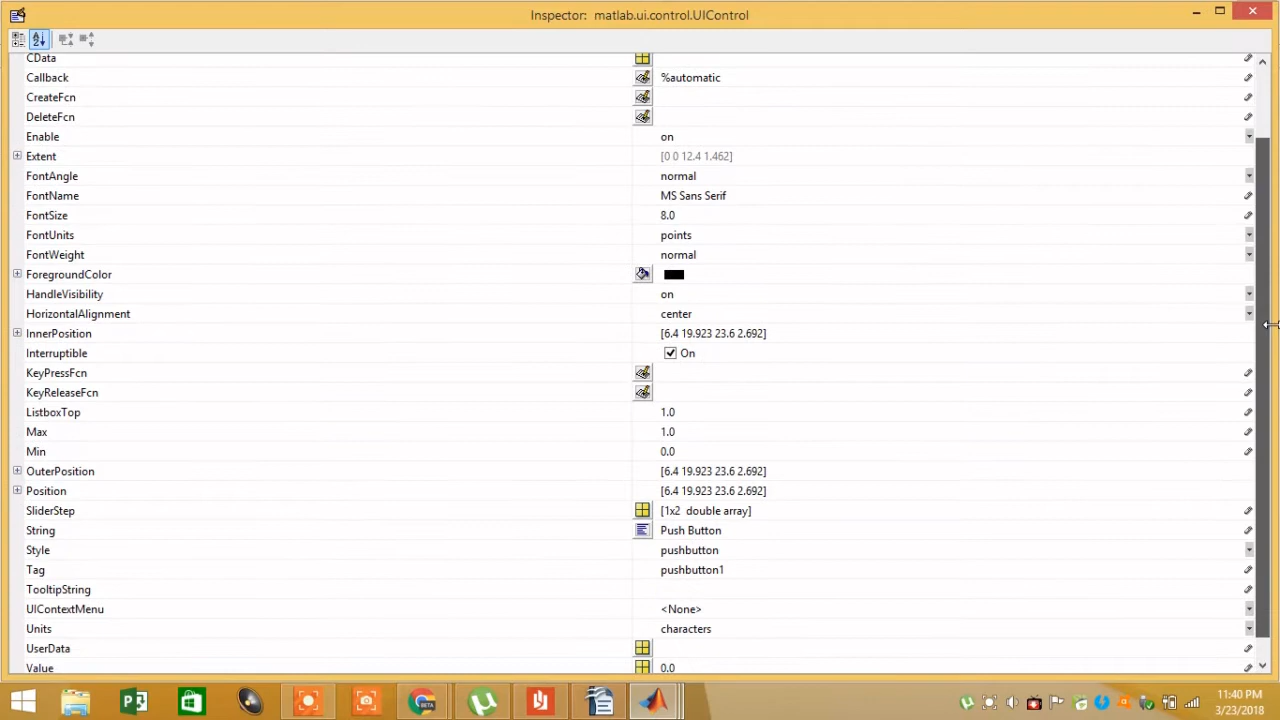 Inspector: matlab.ui.control.UIControl
CData
Callback %automatic
CreateFcn
DeleteFcn
Enable on
Extent [0 0 12.4 1.462]
FontAngle normal
FontName MS Sans Serif
FontSize 8.0
FontUnits points
FontWeight normal
ForegroundColor
HandleVisibility on
HorizontalAlignment center
InnerPosition [6.4 19.923 23.6 2.692]
Interruptible On
KeyPressFcn
KeyReleaseFcn
ListboxTop 1.0
Max 1.0
Min 0.0
OuterPosition [6.4 19.923 23.6 2.692]
Position [6.4 19.923 23.6 2.692]
SliderStep [1x2 double array]
String Push Button
Style pushbutton
Tag pushbutton1
TooltipString
UIContextMenu <None>
Units characters
UserData
Value 0.0
BETA
11:40 PM
3/23/2018